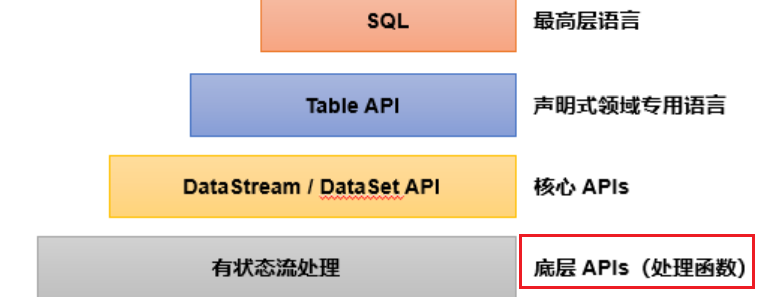 SQL 最高层语言
Table API 声明式领域专用语言
DataStream / DataSet API 核心 APIs
有状态流处理 底层 APIs（处理函数）